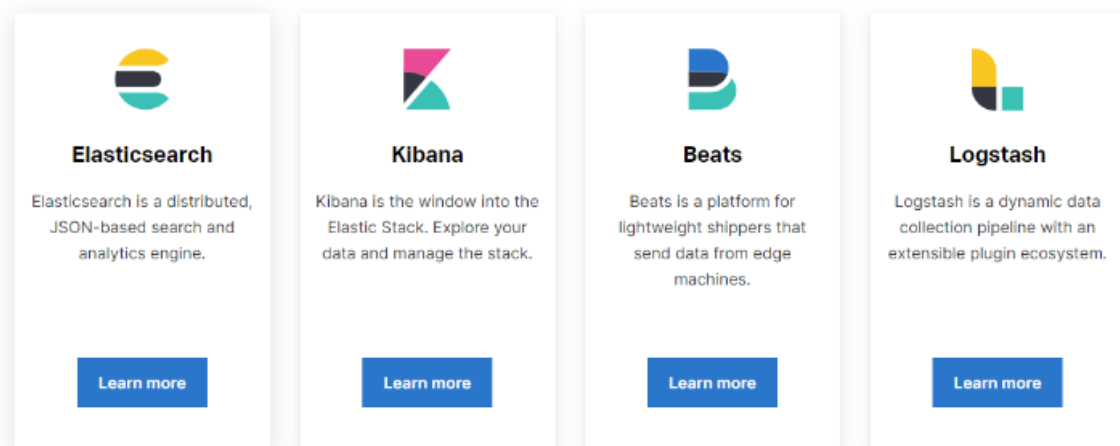 Elasticsearch
Elasticsearch is a distributed,
JSON-based search and
analytics engine.
Learn more
Kibana
Kibana is the window into the
Elastic Stack. Explore your
data and manage the stack.
Learn more
Beats
Beats is a platform for
lightweight shippers that
send data from edge
machines.
Learn more
Logstash
Logstash is a dynamic data
collection pipeline with an
extensible plugin ecosystem.
Learn more